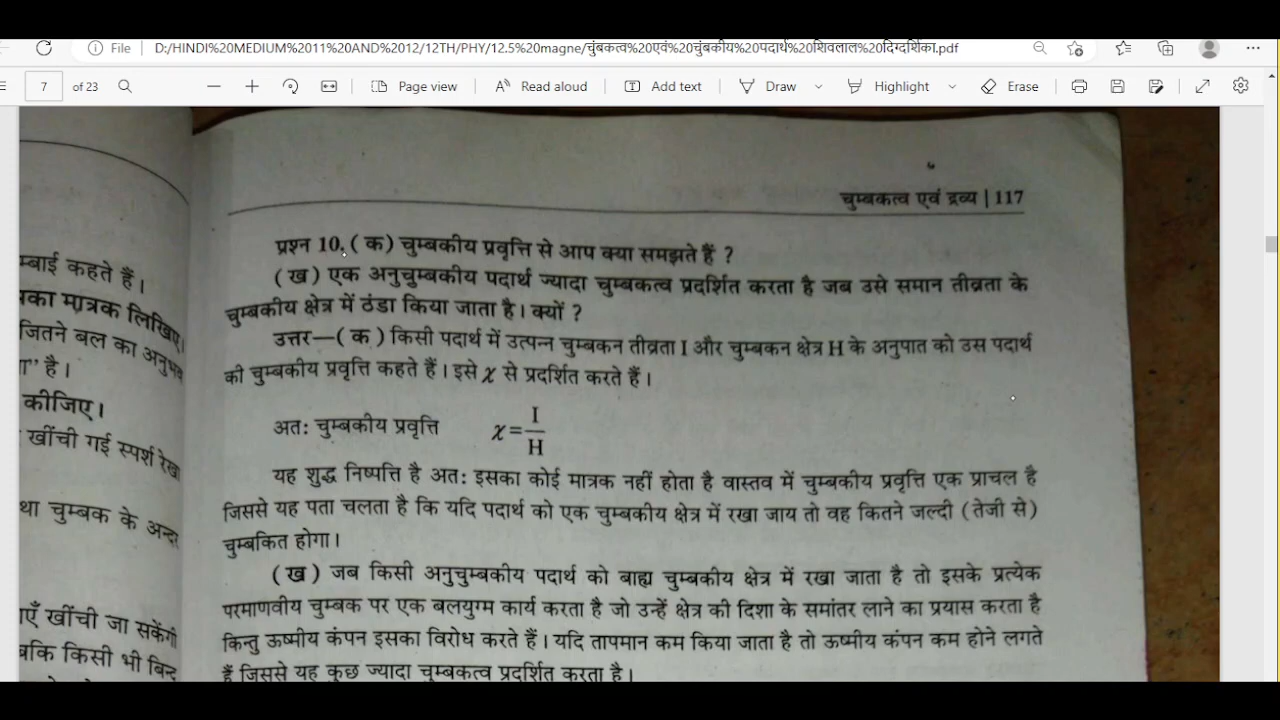 File D:/HINDI%20MEDIUM%2011%20AND%2012/12TH/PHY/12.5%20magne/चुंबकत्व%20एवं%20चुंबकीय%20पदार्थ%20शिवलाल%20दिग्दर्शिका.pdf
7 of 23 Page view Read aloud Add text Draw Highlight Erase
चुम्बकत्व एवं द्रव्य | 117
म्बाई कहते हैं।
का मात्रक लिखिए।
जितने बल का अनुभव
है।
कीजिए।
खींची गई स्पर्श रेखा
था चुम्बक के अन्दर
एँ खींची जा सकेंगी
कि किसी भी बिन्दु
प्रश्न 10. ( क ) चुम्बकीय प्रवृत्ति से आप क्या समझते हैं ?
( ख ) एक अनुचुम्बकीय पदार्थ ज्यादा चुम्बकत्व प्रदर्शित करता है जब उसे समान तीव्रता के
चुम्बकीय क्षेत्र में ठंडा किया जाता है। क्यों ?
उत्तर—( क ) किसी पदार्थ में उत्पन्न चुम्बकन तीव्रता I और चुम्बकन क्षेत्र H के अनुपात को उस पदार्थ
की चुम्बकीय प्रवृत्ति कहते हैं। इसे χ से प्रदर्शित करते हैं।
अतः चुम्बकीय प्रवृत्ति χ = I/H
यह शुद्ध निष्पत्ति है अतः इसका कोई मात्रक नहीं होता है वास्तव में चुम्बकीय प्रवृत्ति एक प्राचल है
जिससे यह पता चलता है कि यदि पदार्थ को एक चुम्बकीय क्षेत्र में रखा जाय तो वह कितने जल्दी (तेजी से)
चुम्बकित होगा।
( ख ) जब किसी अनुचुम्बकीय पदार्थ को बाह्य चुम्बकीय क्षेत्र में रखा जाता है तो इसके प्रत्येक
परमाणवीय चुम्बक पर एक बलयुग्म कार्य करता है जो उन्हें क्षेत्र की दिशा के समांतर लाने का प्रयास करता है
किन्तु ऊष्मीय कंपन इसका विरोध करते हैं। यदि तापमान कम किया जाता है तो ऊष्मीय कंपन कम होने लगते
हैं जिससे यह कुछ ज्यादा चुम्बकत्व प्रदर्शित करता है।